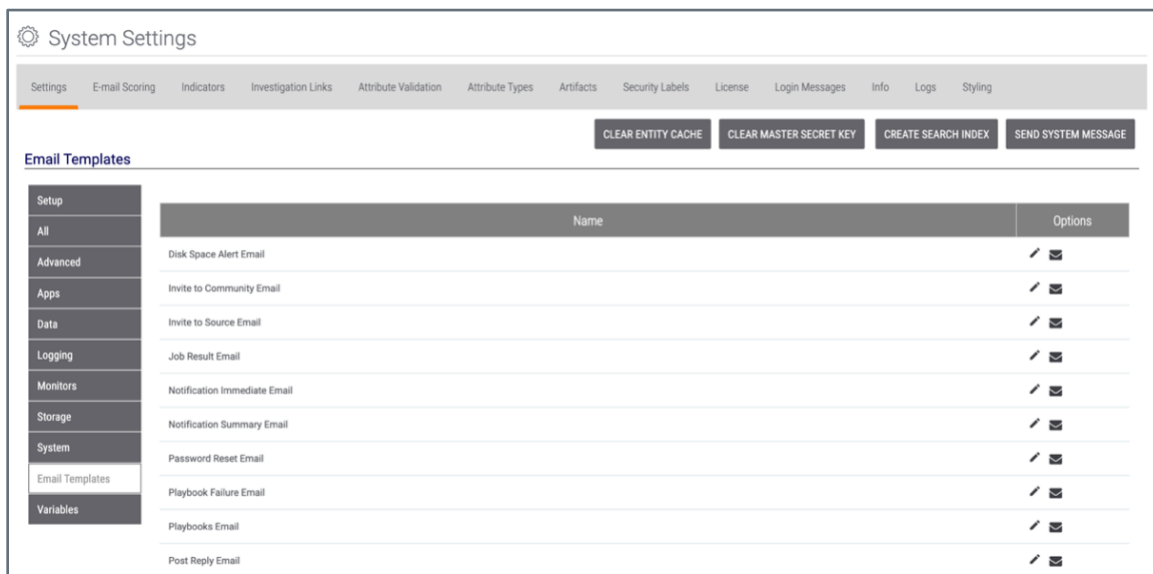 System Settings
Settings E-mail Scoring Indicators Investigation Links Attribute Validation Attribute Types Artifacts Security Labels License Login Messages Info Logs Styling
CLEAR ENTITY CACHE CLEAR MASTER SECRET KEY CREATE SEARCH INDEX SEND SYSTEM MESSAGE
Email Templates
Setup
All
Advanced
Apps
Data
Logging
Monitors
Storage
System
Email Templates
Variables
Name Options
Disk Space Alert Email
Invite to Community Email
Invite to Source Email
Job Result Email
Notification Immediate Email
Notification Summary Email
Password Reset Email
Playbook Failure Email
Playbooks Email
Post Reply Email